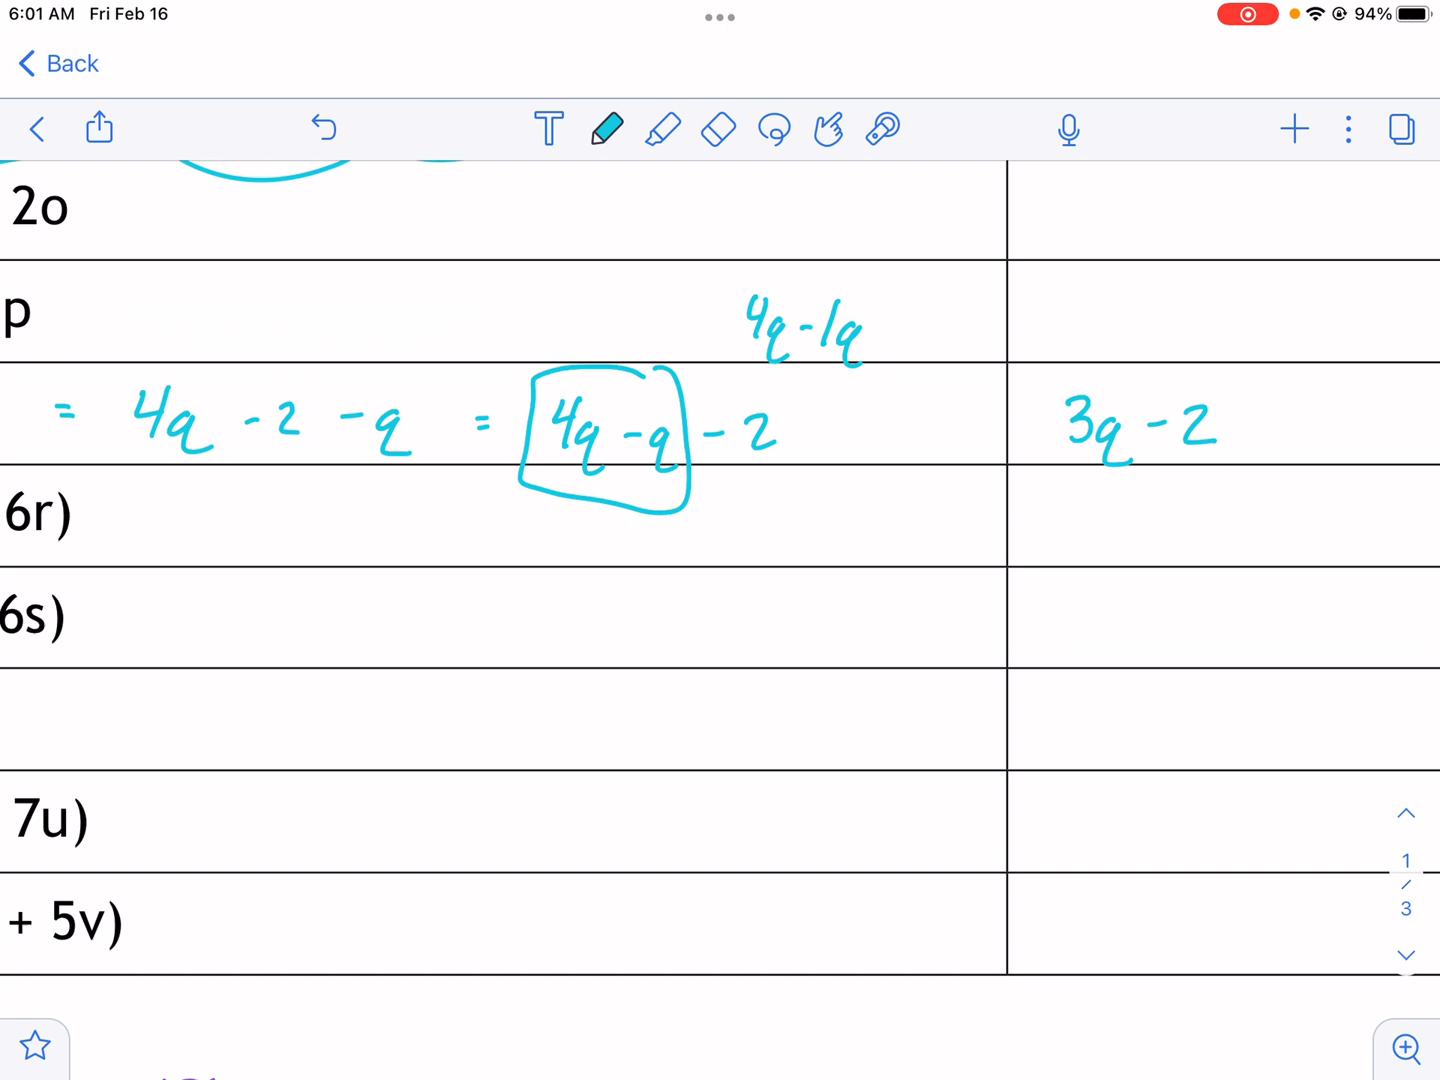 6:01 AM Fri Feb 16 94%
Back
2o
p
4q - 1q
= 4q - 2 - q = 4q - q - 2 3q - 2
6r)
6s)
7u)
+ 5v)
1
/
3